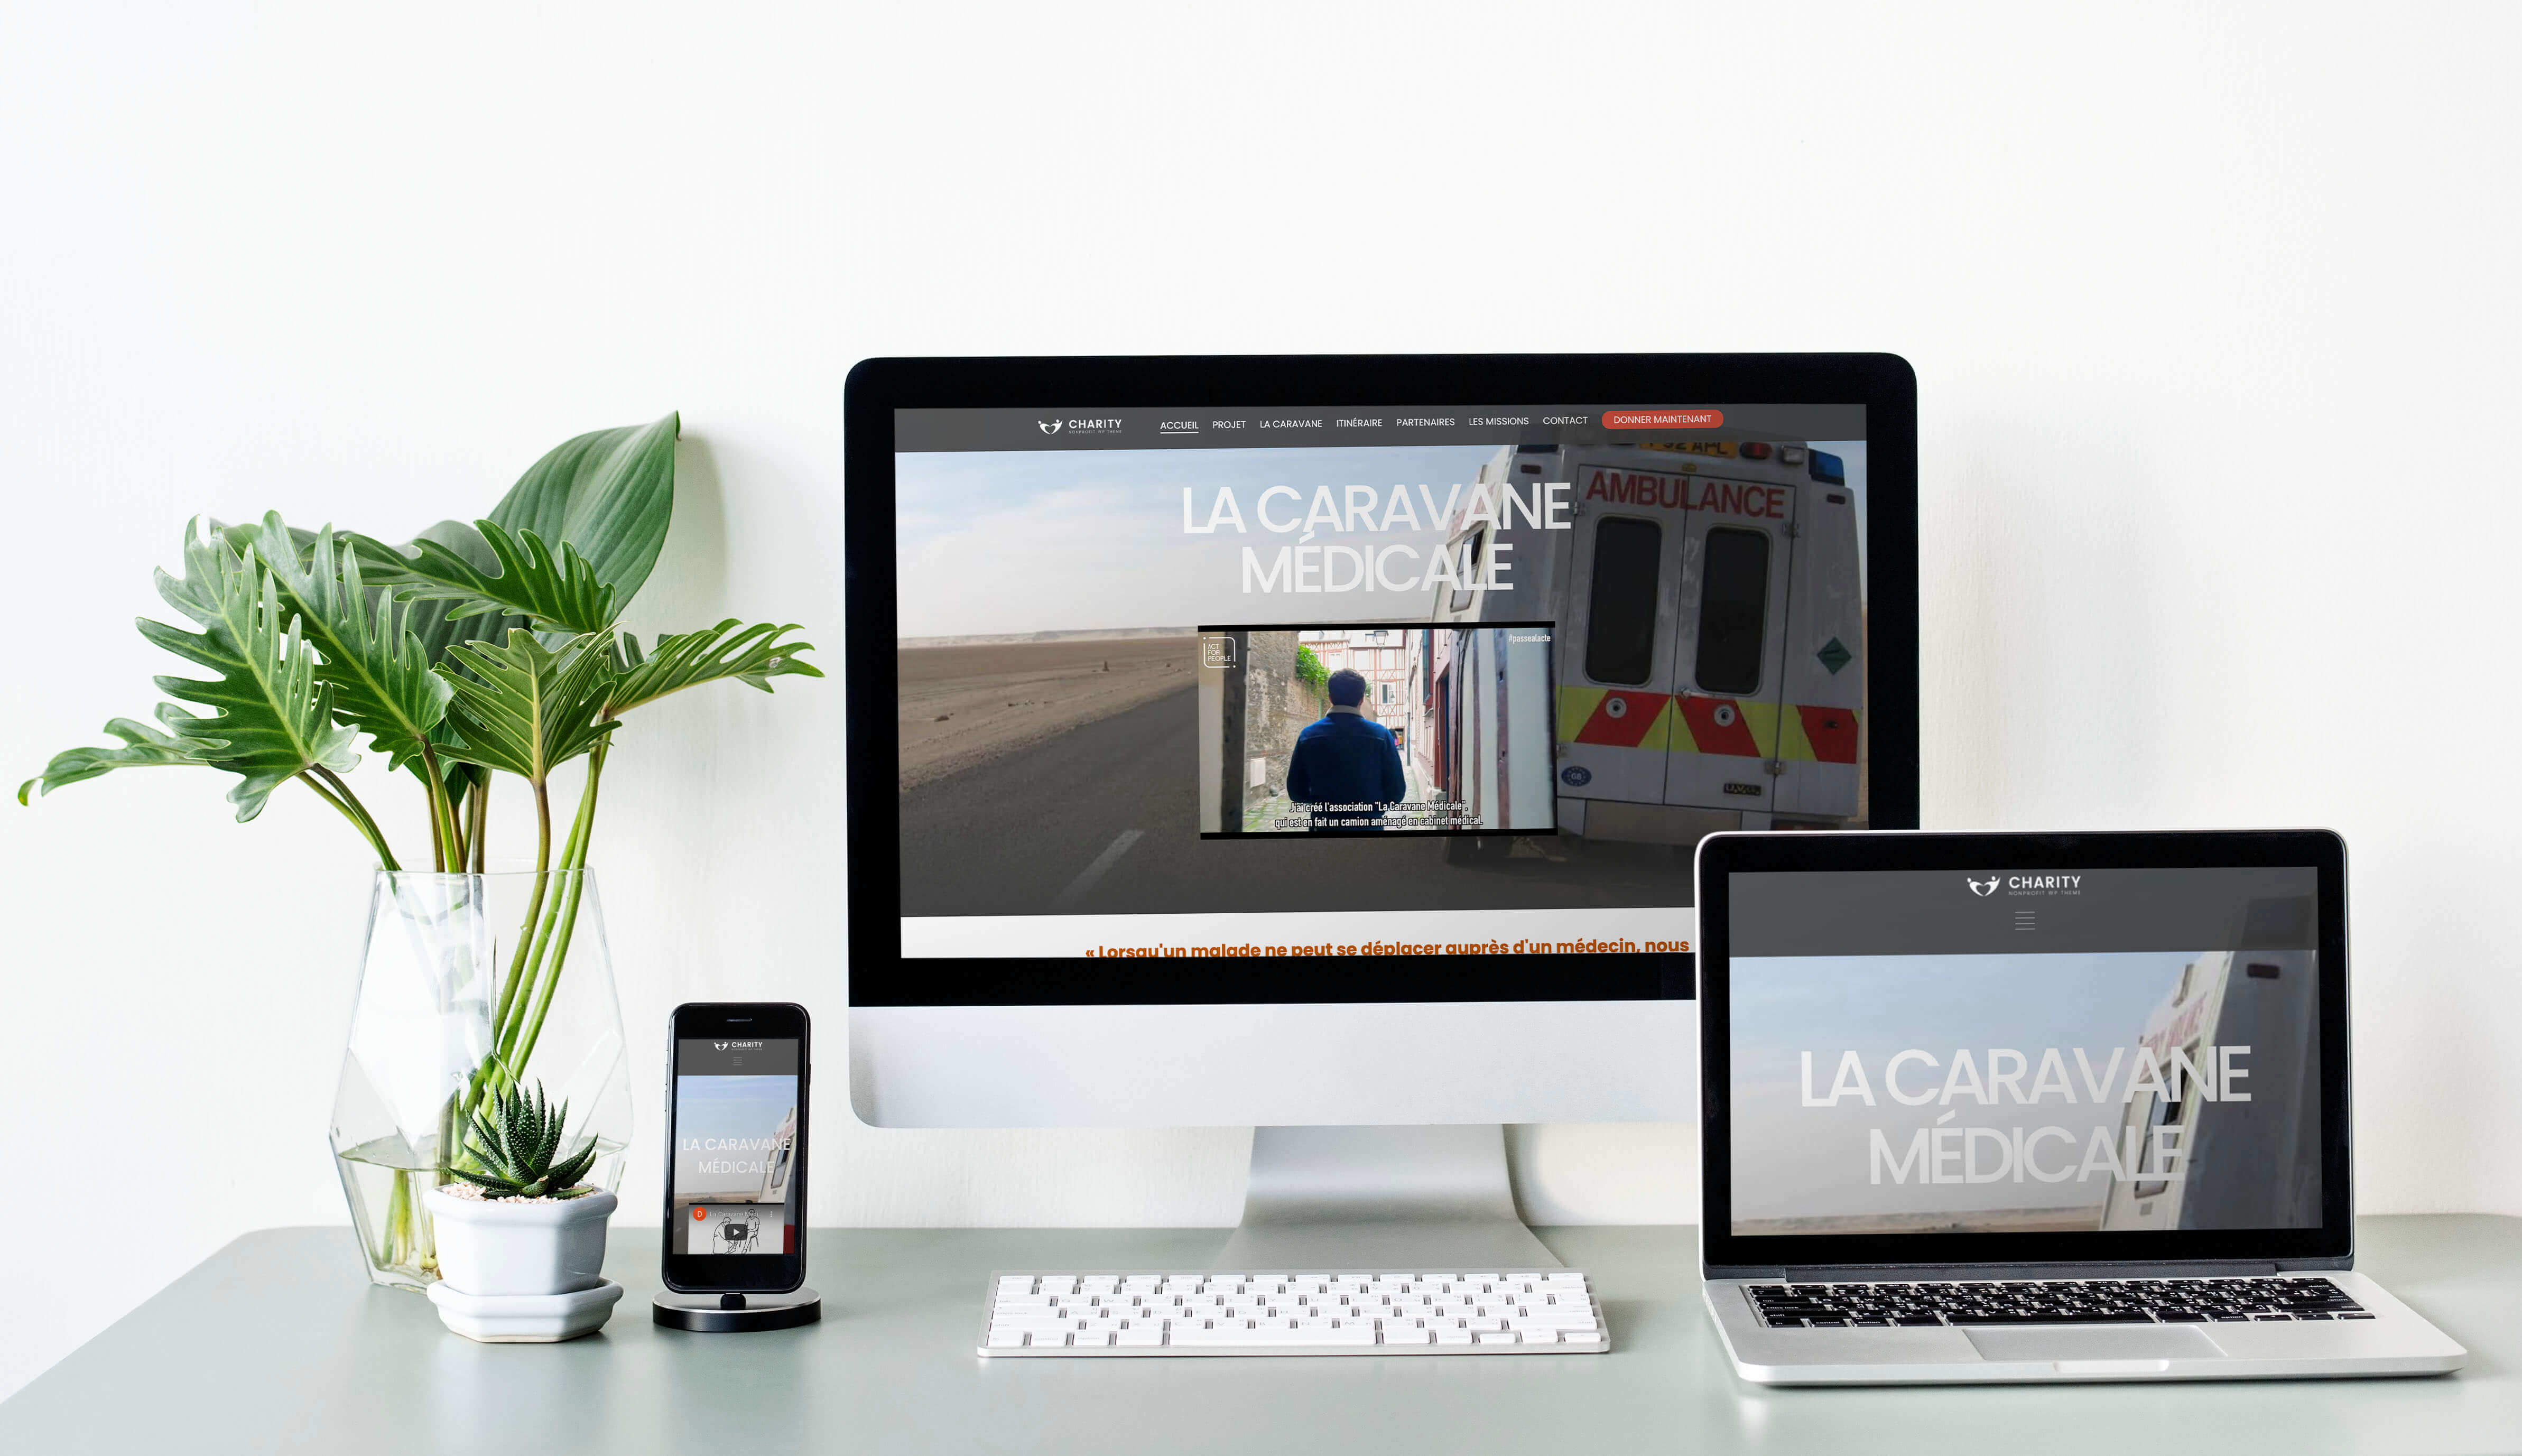 CHARITY
NONPROFIT WP THEME
ACCUEIL PROJET LA CARAVANE ITINÉRAIRE PARTENAIRES LES MISSIONS CONTACT DONNER MAINTENANT
LA CARAVANE
MÉDICALE
AMBULANCE
GB
ACT
FOR
PEOPLE
#passealacte
J'ai créé l'association "La Caravane Médicale",
qui est en fait un camion aménagé en cabinet médical.
« Lorsqu'un malade ne peut se déplacer auprès d'un médecin, nous
CHARITY
NONPROFIT WP THEME
LA CARAVANE
MÉDICALE
CHARITY
LA CARAVANE
MÉDICALE
D